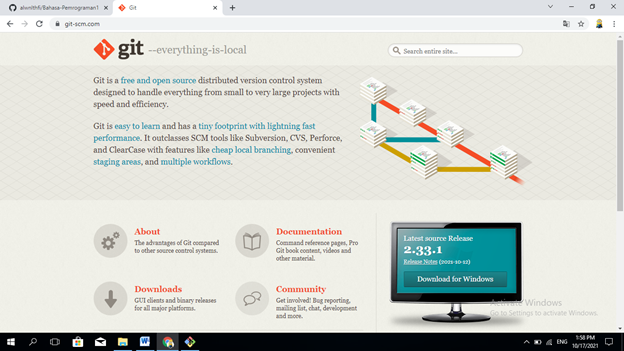 alwnithfi/Bahasa-Pemrograman1
Git
git-scm.com
git --everything-is-local
Search entire site...
Git is a free and open source distributed version control system
designed to handle everything from small to very large projects with
speed and efficiency.
Git is easy to learn and has a tiny footprint with lightning fast
performance. It outclasses SCM tools like Subversion, CVS, Perforce,
and ClearCase with features like cheap local branching, convenient
staging areas, and multiple workflows.
About
The advantages of Git compared
to other source control systems.
Documentation
Command reference pages, Pro
Git book content, videos and
other material.
Downloads
GUI clients and binary releases
for all major platforms.
Community
Get involved! Bug reporting,
mailing list, chat, development
and more.
Latest source Release
2.33.1
Release Notes (2021-10-12)
Download for Windows
Activate Windows
Go to Settings to activate Windows.
ENG
1:58 PM
10/17/2021